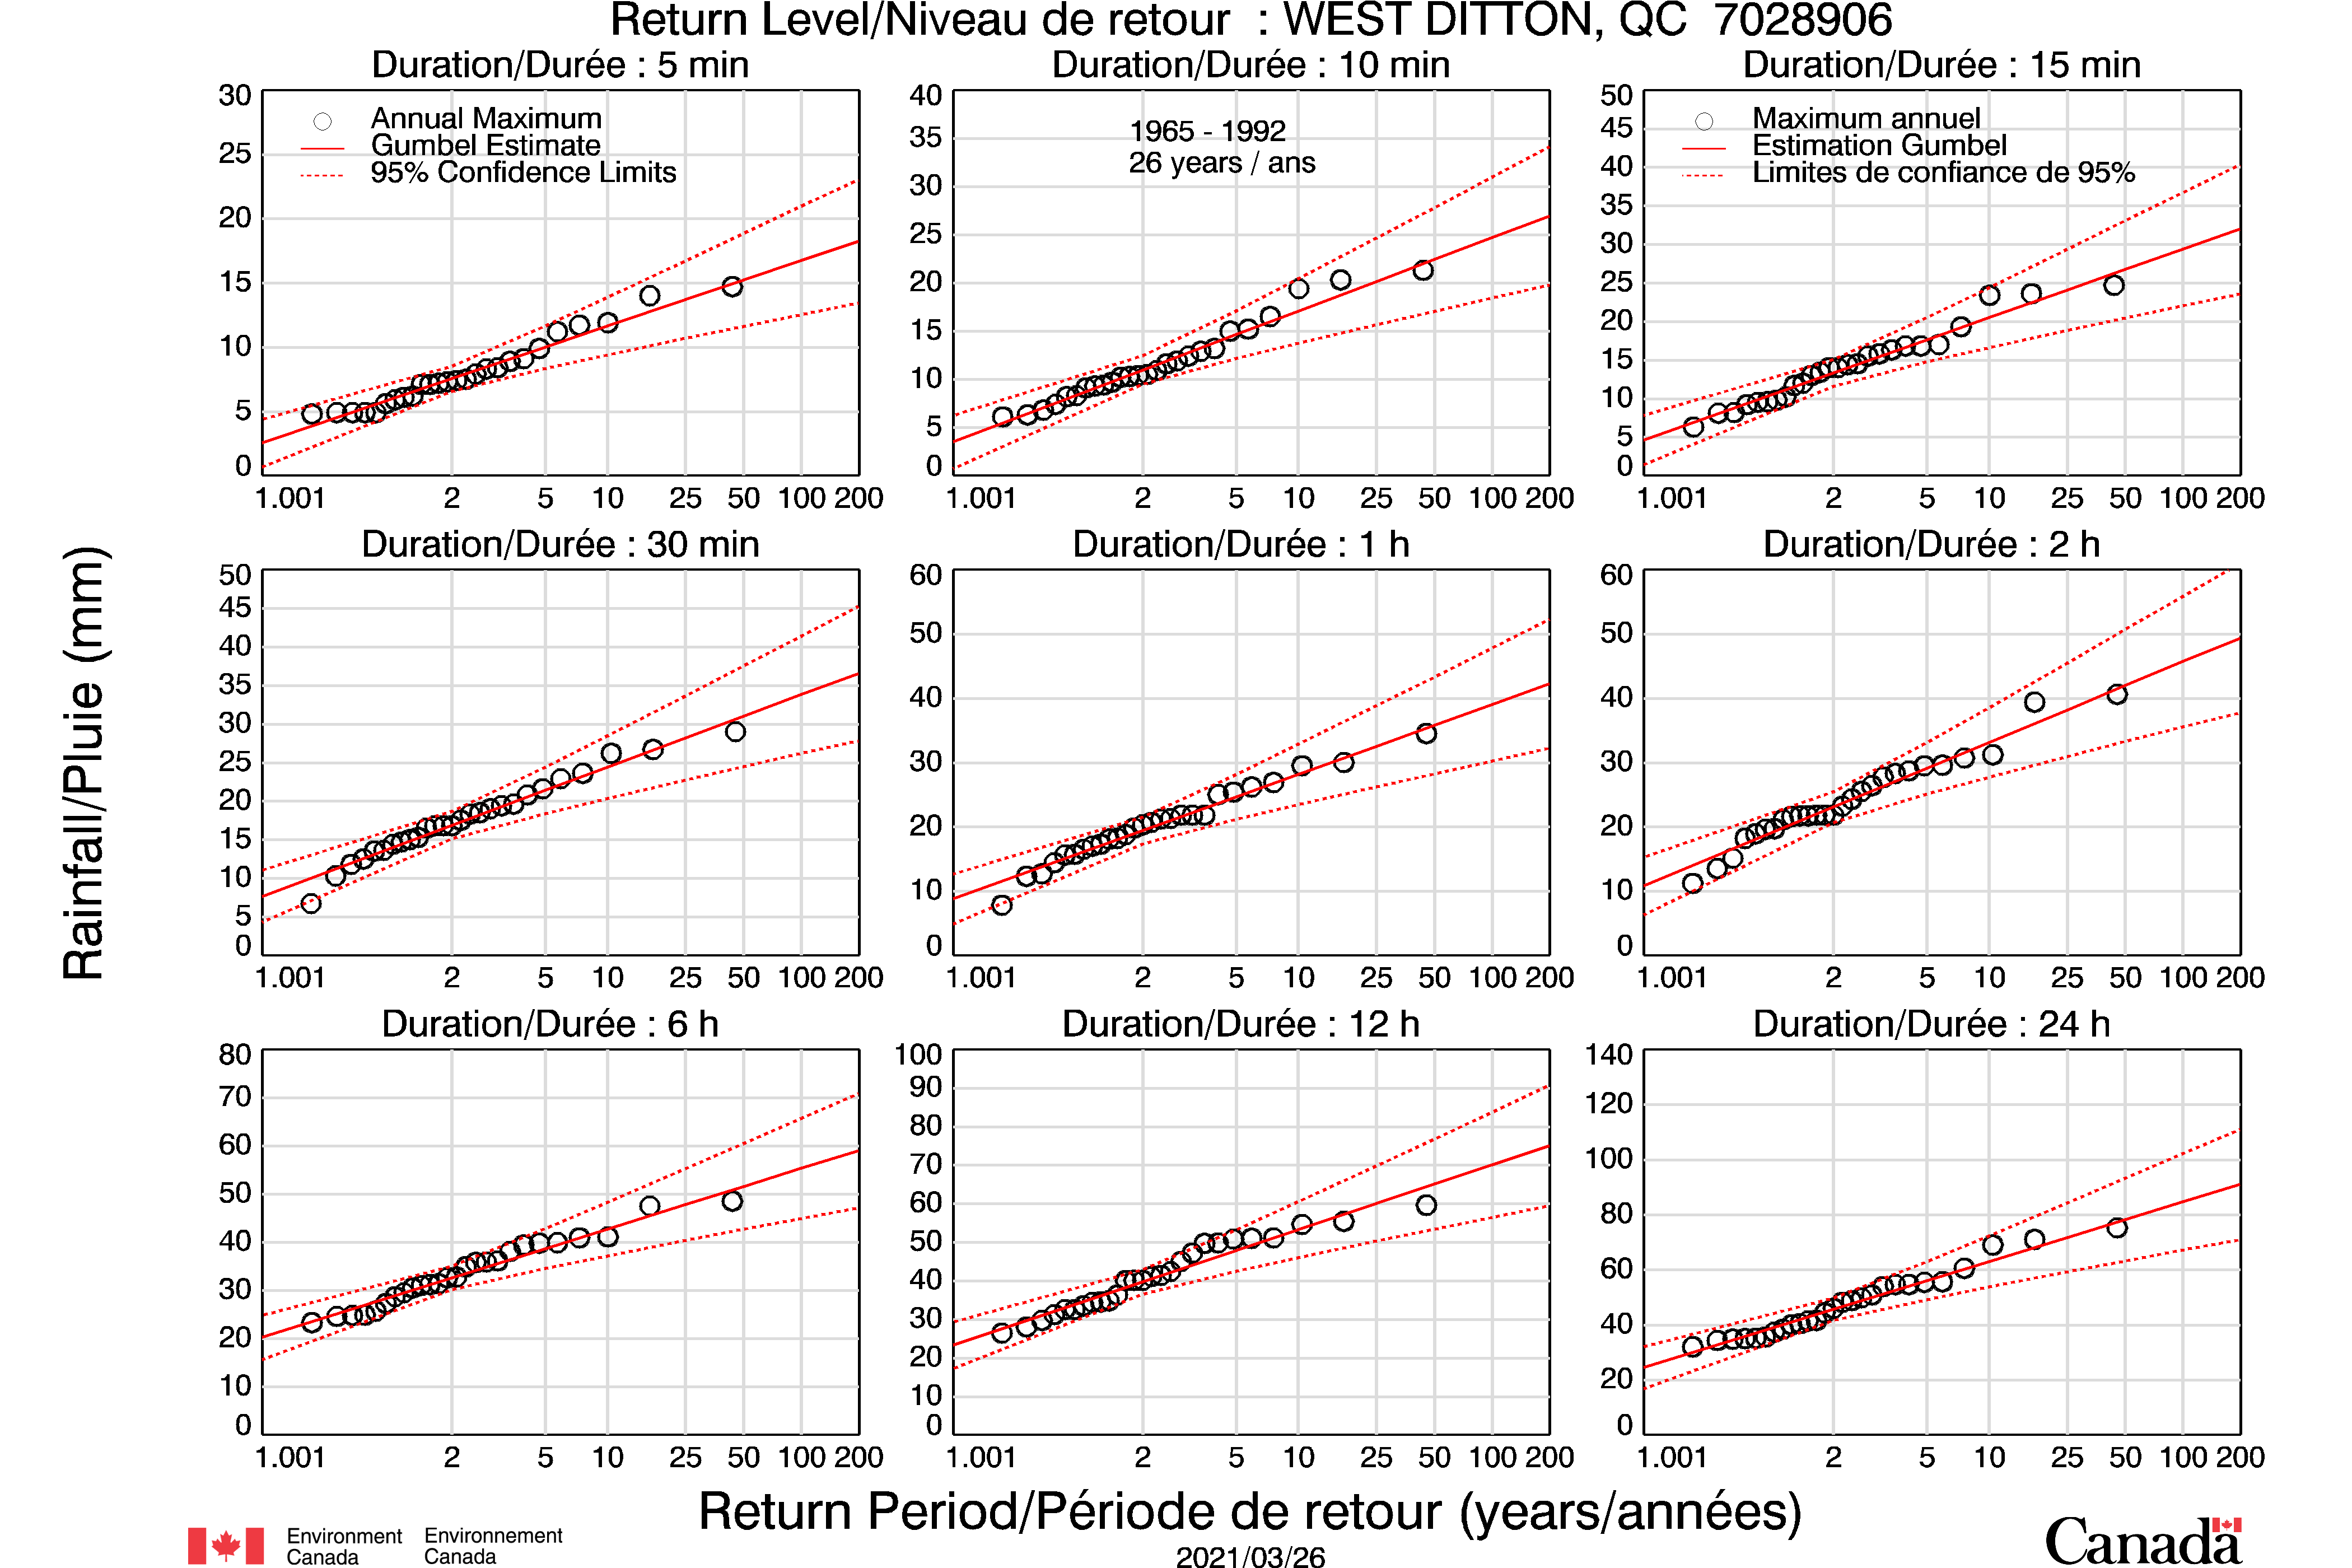 Return Level/Niveau de retour : WEST DITTON, QC 7028906
Duration/Durée : 5 min
Duration/Durée : 10 min
Duration/Durée : 15 min
30
25
20
15
10
5
0
Annual Maximum
Gumbel Estimate
95% Confidence Limits
1.001 2 5 10 25 50 100 200
40
35
30
25
20
15
10
5
0
1965 - 1992
26 years / ans
1.001 2 5 10 25 50 100 200
50
45
40
35
30
25
20
15
10
5
0
Maximum annuel
Estimation Gumbel
Limites de confiance de 95%
1.001 2 5 10 25 50 100 200
Rainfall/Pluie (mm)
Duration/Durée : 30 min
Duration/Durée : 1 h
Duration/Durée : 2 h
50
45
40
35
30
25
20
15
10
5
0
1.001 2 5 10 25 50 100 200
60
50
40
30
20
10
0
1.001 2 5 10 25 50 100 200
60
50
40
30
20
10
0
1.001 2 5 10 25 50 100 200
Duration/Durée : 6 h
Duration/Durée : 12 h
Duration/Durée : 24 h
80
70
60
50
40
30
20
10
0
1.001 2 5 10 25 50 100 200
100
90
80
70
60
50
40
30
20
10
0
1.001 2 5 10 25 50 100 200
140
120
100
80
60
40
20
0
1.001 2 5 10 25 50 100 200
Return Period/Période de retour (years/années)
Environment Canada
Environnement Canada
2021/03/26
Canada